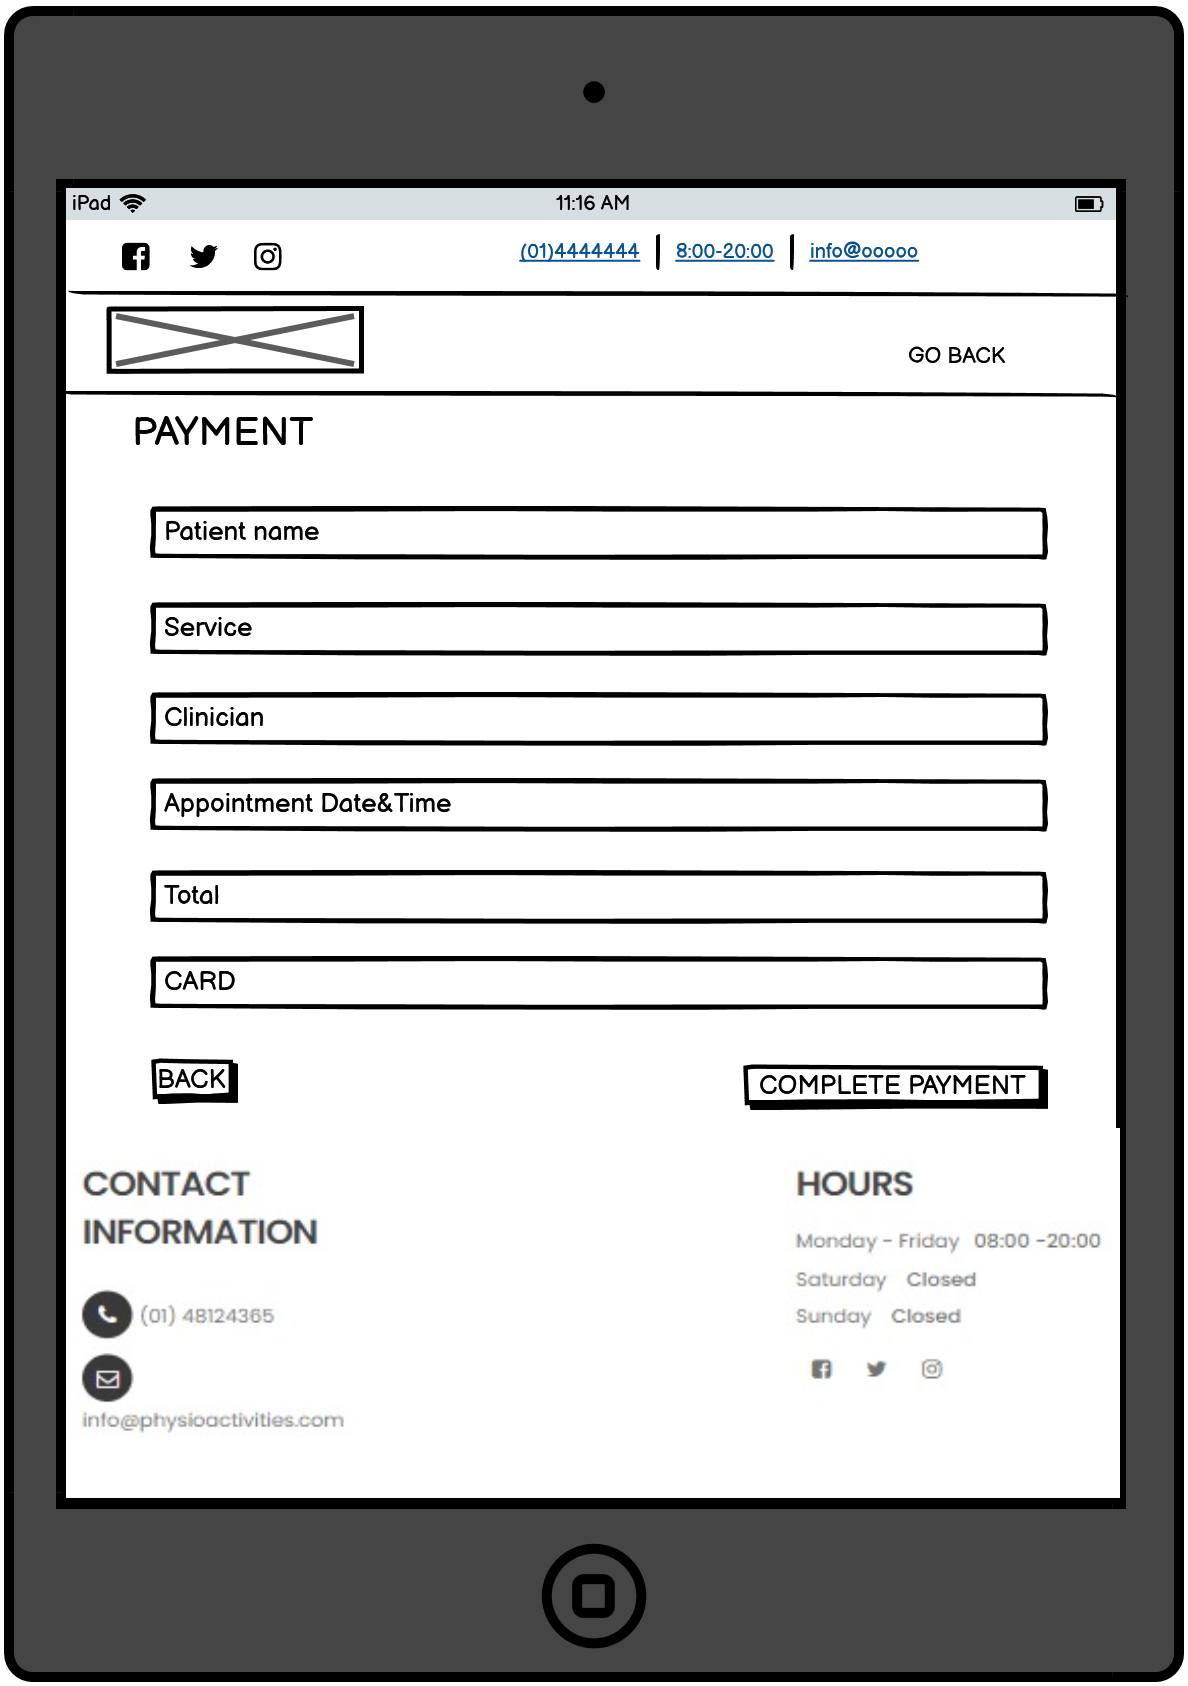 iPad 11:16 AM
(01)4444444 8:00-20:00 info@ooooo
GO BACK
PAYMENT
Patient name
Service
Clinician
Appointment Date&Time
Total
CARD
BACK COMPLETE PAYMENT
CONTACT
INFORMATION
(01) 48124365
info@physioactivities.com
HOURS
Monday - Friday 08:00 -20:00
Saturday Closed
Sunday Closed